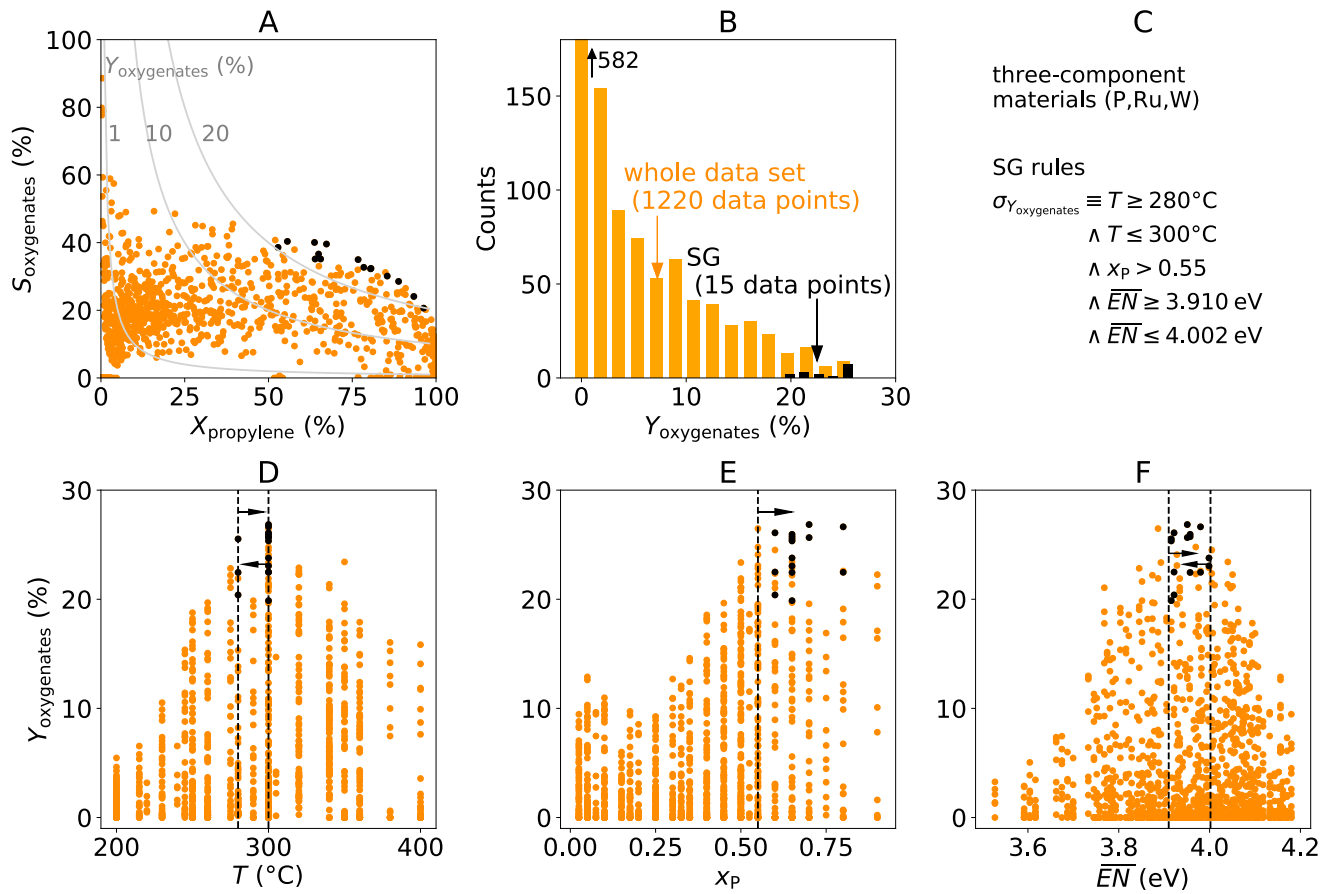 A
100
80
60
40
20
0
S_oxygenates (%)
Y_oxygenates (%)
1
10
20
0
25
50
75
100
X_propylene (%)
B
150
100
50
0
Counts
582
whole data set
(1220 data points)
SG
(15 data points)
0
10
20
30
Y_oxygenates (%)
C
three-component
materials (P,Ru,W)
SG rules
σ_Y_oxygenates ≡ T ≥ 280°C
∧ T ≤ 300°C
∧ x_P > 0.55
∧ E̅N̅ ≥ 3.910 eV
∧ E̅N̅ ≤ 4.002 eV
D
30
20
10
0
Y_oxygenates (%)
200
300
400
T (°C)
E
30
20
10
0
0.00
0.25
0.50
0.75
x_P
F
30
20
10
0
3.6
3.8
4.0
4.2
E̅N̅ (eV)